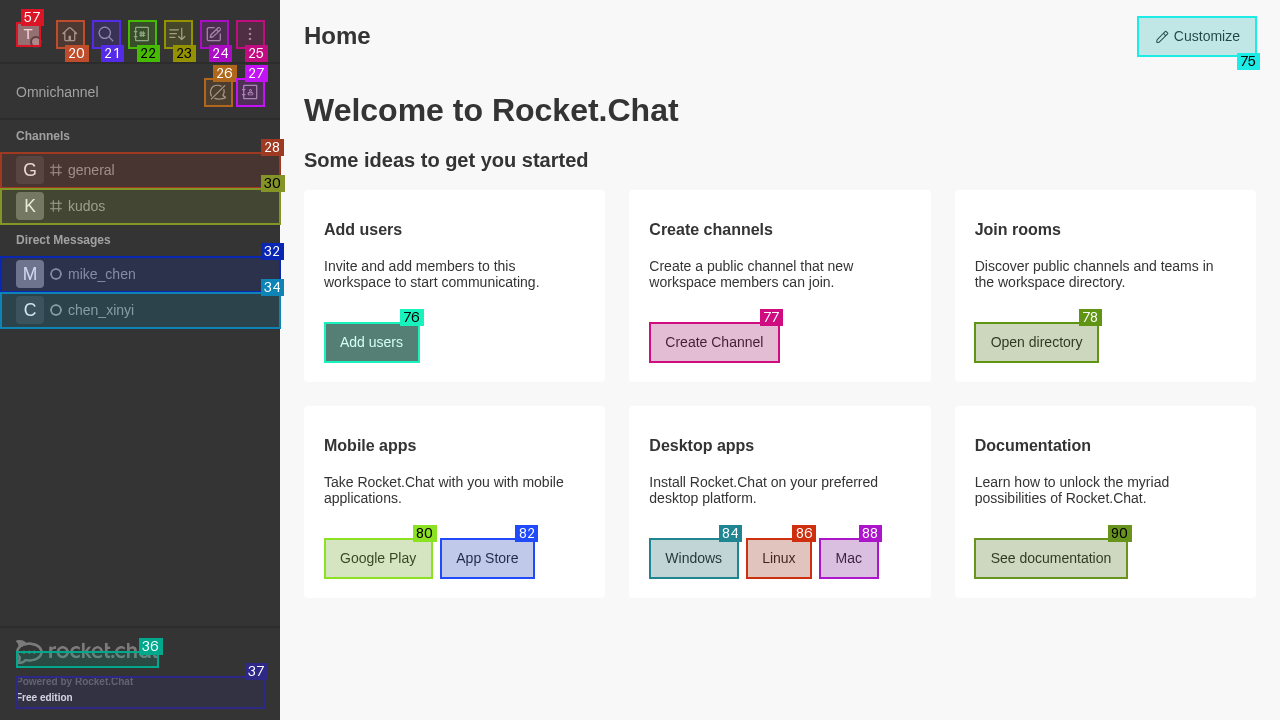 57
T
20
21
22
23
24
25
Omnichannel
26
27
Channels
28
G general
30
K kudos
Direct Messages
32
M mike_chen
34
C chen_xinyi
36
rocket.chat
37
Powered by Rocket.Chat
Free edition
Home
Customize
75
Welcome to Rocket.Chat
Some ideas to get you started
Add users
Invite and add members to this
workspace to start communicating.
76
Add users
Create channels
Create a public channel that new
workspace members can join.
77
Create Channel
Join rooms
Discover public channels and teams in
the workspace directory.
78
Open directory
Mobile apps
Take Rocket.Chat with you with mobile
applications.
80
Google Play
82
App Store
Desktop apps
Install Rocket.Chat on your preferred
desktop platform.
84
Windows
86
Linux
88
Mac
Documentation
Learn how to unlock the myriad
possibilities of Rocket.Chat.
90
See documentation